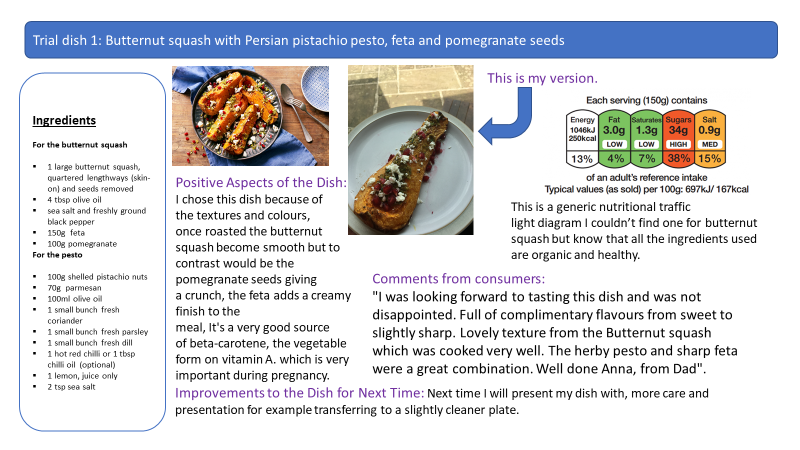 Trial dish 1: Butternut squash with Persian pistachio pesto, feta and pomegranate seeds
Ingredients
For the butternut squash
▪ 1 large butternut squash,
quartered lengthways (skin-
on) and seeds removed
▪ 4 tbsp olive oil
▪ sea salt and freshly ground
black pepper
▪ 150g feta
▪ 100g pomegranate
For the pesto
▪ 100g shelled pistachio nuts
▪ 70g parmesan
▪ 100ml olive oil
▪ 1 small bunch fresh
coriander
▪ 1 small bunch fresh parsley
▪ 1 small bunch fresh dill
▪ 1 hot red chilli or 1 tbsp
chilli oil (optional)
▪ 1 lemon, juice only
▪ 2 tsp sea salt
Positive Aspects of the Dish:
I chose this dish because of
the textures and colours,
once roasted the butternut
squash become smooth but to
contrast would be the
pomegranate seeds giving
a crunch, the feta adds a creamy
finish to the
meal, It's a very good source
of beta-carotene, the vegetable
form on vitamin A. which is very
important during pregnancy.
This is my version.
Each serving (150g) contains
Energy Fat Saturates Sugars Salt
1046kJ 250kcal 3.0g 1.3g 34g 0.9g
LOW LOW HIGH MED
13% 4% 7% 38% 15%
of an adult's reference intake
Typical values (as sold) per 100g: 697kJ/ 167kcal
This is a generic nutritional traffic
light diagram I couldn't find one for butternut
squash but know that all the ingredients used
are organic and healthy.
Comments from consumers:
"I was looking forward to tasting this dish and was not
disappointed. Full of complimentary flavours from sweet to
slightly sharp. Lovely texture from the Butternut squash
which was cooked very well. The herby pesto and sharp feta
were a great combination. Well done Anna, from Dad".
Improvements to the Dish for Next Time: Next time I will present my dish with, more care and
presentation for example transferring to a slightly cleaner plate.